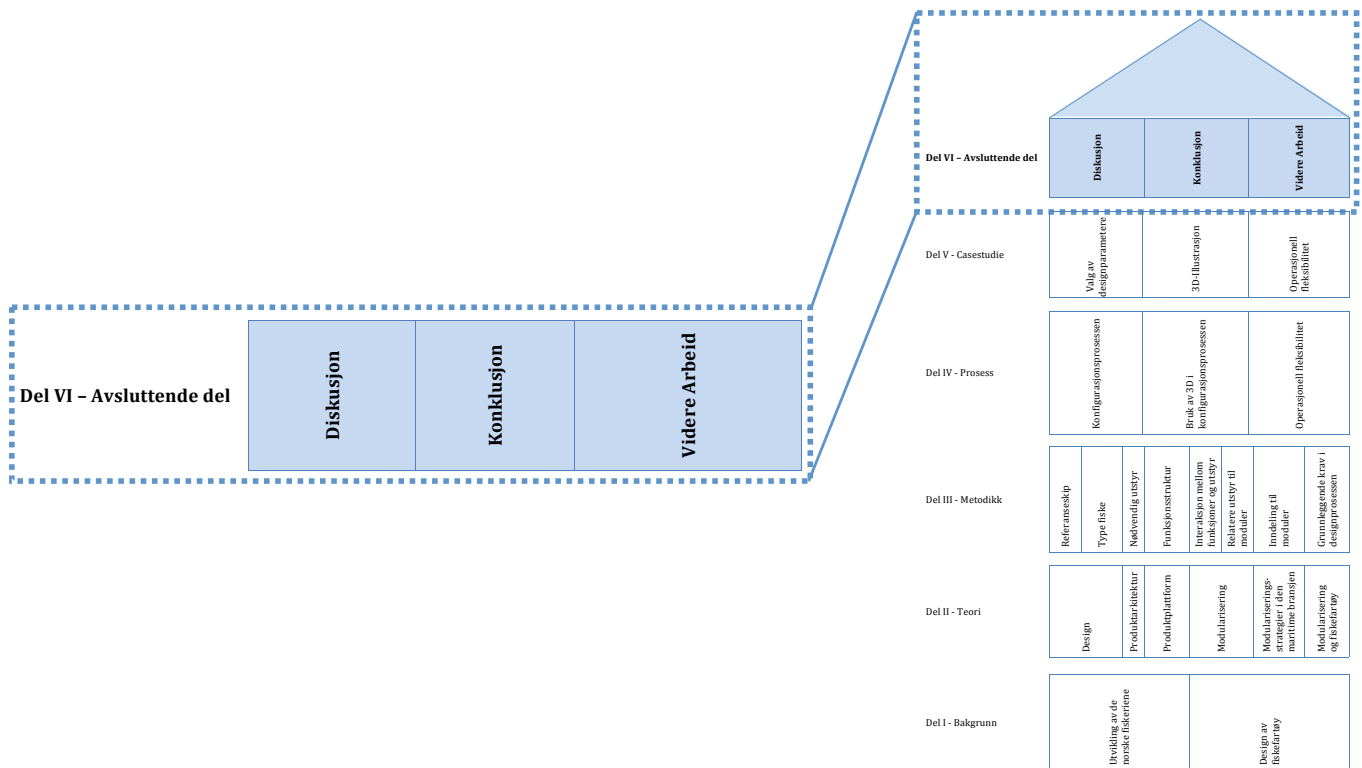 Del VI – Avsluttende del
Diskusjon
Konklusjon
Videre Arbeid
Del VI – Avsluttende del
Diskusjon
Konklusjon
Videre Arbeid
Del V - Casestudie
Valg av
designparametere
3D-Illustrasjon
Operasjonell
fleksibilitet
Del IV - Prosess
Konfigurasjonsprosessen
Bruk av 3D i
konfigurasjonsprosessen
Operasjonell fleksibilitet
Del III - Metodikk
Referanseskip
Type fiske
Nødvendig utstyr
Funksjonsstruktur
Interaksjon mellom
funksjoner og utstyr
Relatere utstyr til
moduler
Inndeling til
moduler
Grunnleggende krav i
designprosessen
Del II - Teori
Design
Produktarkitektur
Produktplattform
Modularisering
Modulariserings-
strategier i den
maritime bransjen
Modularisering
og fiskefartøy
Del I - Bakgrunn
Utvikling av de
norske fiskeriene
Design av
fiskefartøy